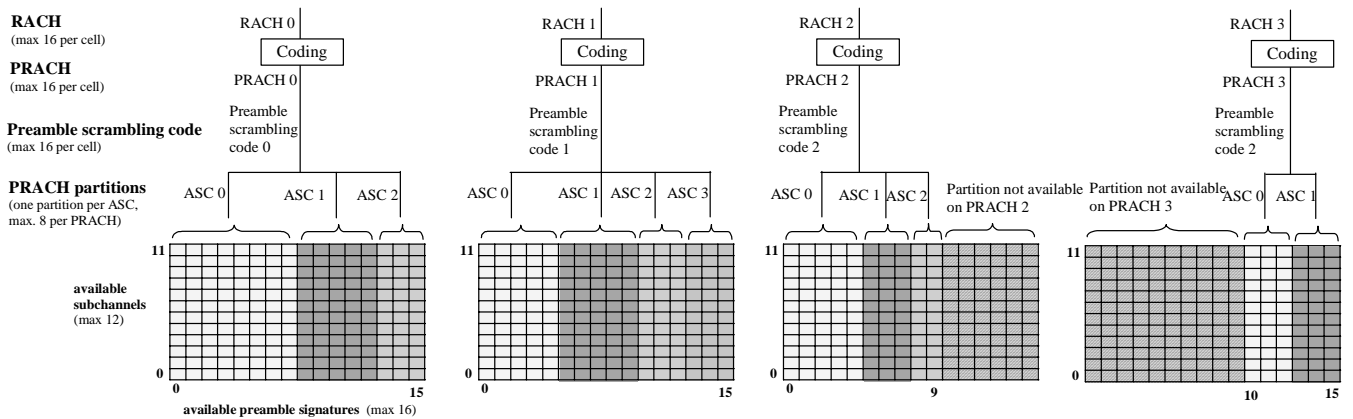 RACH
(max 16 per cell)
PRACH
(max 16 per cell)
Preamble scrambling code
(max 16 per cell)
PRACH partitions
(one partition per ASC,
max. 8 per PRACH)
available
subchannels
(max 12)
RACH 0
Coding
PRACH 0
Preamble
scrambling
code 0
ASC 0
ASC 1
ASC 2
11
0
0
15
available preamble signatures (max 16)
RACH 1
Coding
PRACH 1
Preamble
scrambling
code 1
ASC 0
ASC 1
ASC 2
ASC 3
11
0
0
15
RACH 2
Coding
PRACH 2
Preamble
scrambling
code 2
ASC 0
ASC 1
ASC 2
Partition not available
on PRACH 2
11
0
0
9
RACH 3
Coding
PRACH 3
Preamble
scrambling
code 2
Partition not available
on PRACH 3
ASC 0
ASC 1
11
0
10
15